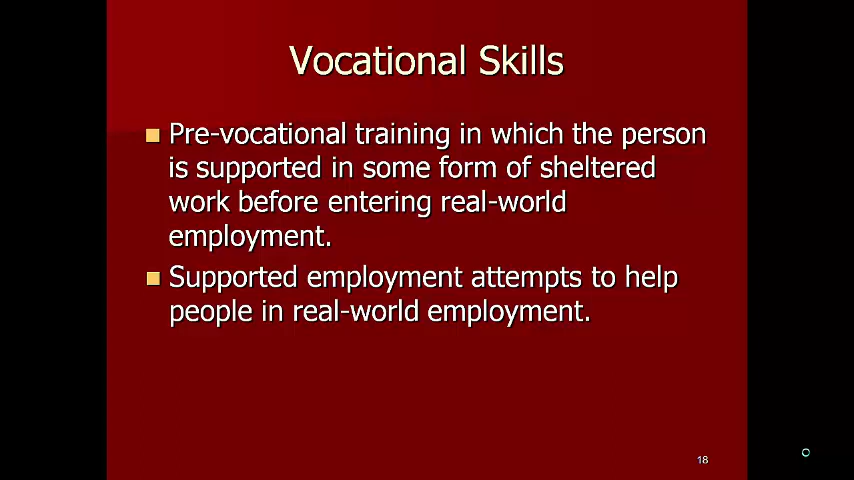 Vocational Skills
Pre-vocational training in which the person
is supported in some form of sheltered
work before entering real-world
employment.
Supported employment attempts to help
people in real-world employment.
18